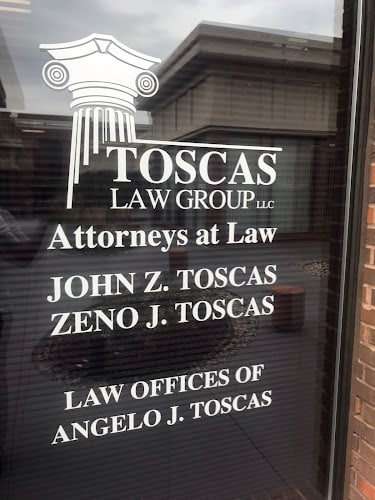 TOSCAS
LAW GROUP LLC
Attorneys at Law
JOHN Z. TOSCAS
ZENO J. TOSCAS
LAW OFFICES OF
ANGELO J. TOSCAS